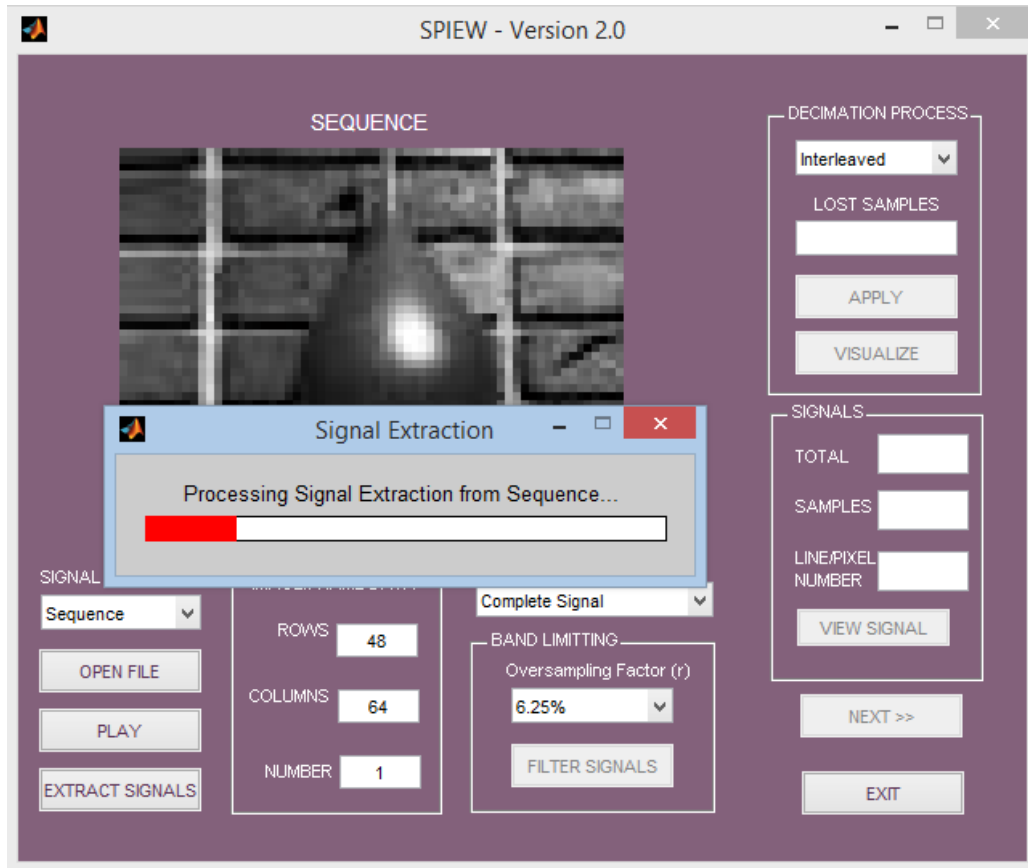 SPIEW - Version 2.0
SEQUENCE
DECIMATION PROCESS
Interleaved
LOST SAMPLES
APPLY
VISUALIZE
Signal Extraction
Processing Signal Extraction from Sequence...
SIGNALS
TOTAL
SAMPLES
LINE/PIXEL
NUMBER
VIEW SIGNAL
SIGNAL
Sequence
OPEN FILE
PLAY
EXTRACT SIGNALS
ROWS 48
COLUMNS 64
NUMBER 1
Complete Signal
BAND LIMITTING
Oversampling Factor (r)
6.25%
FILTER SIGNALS
NEXT >>
EXIT